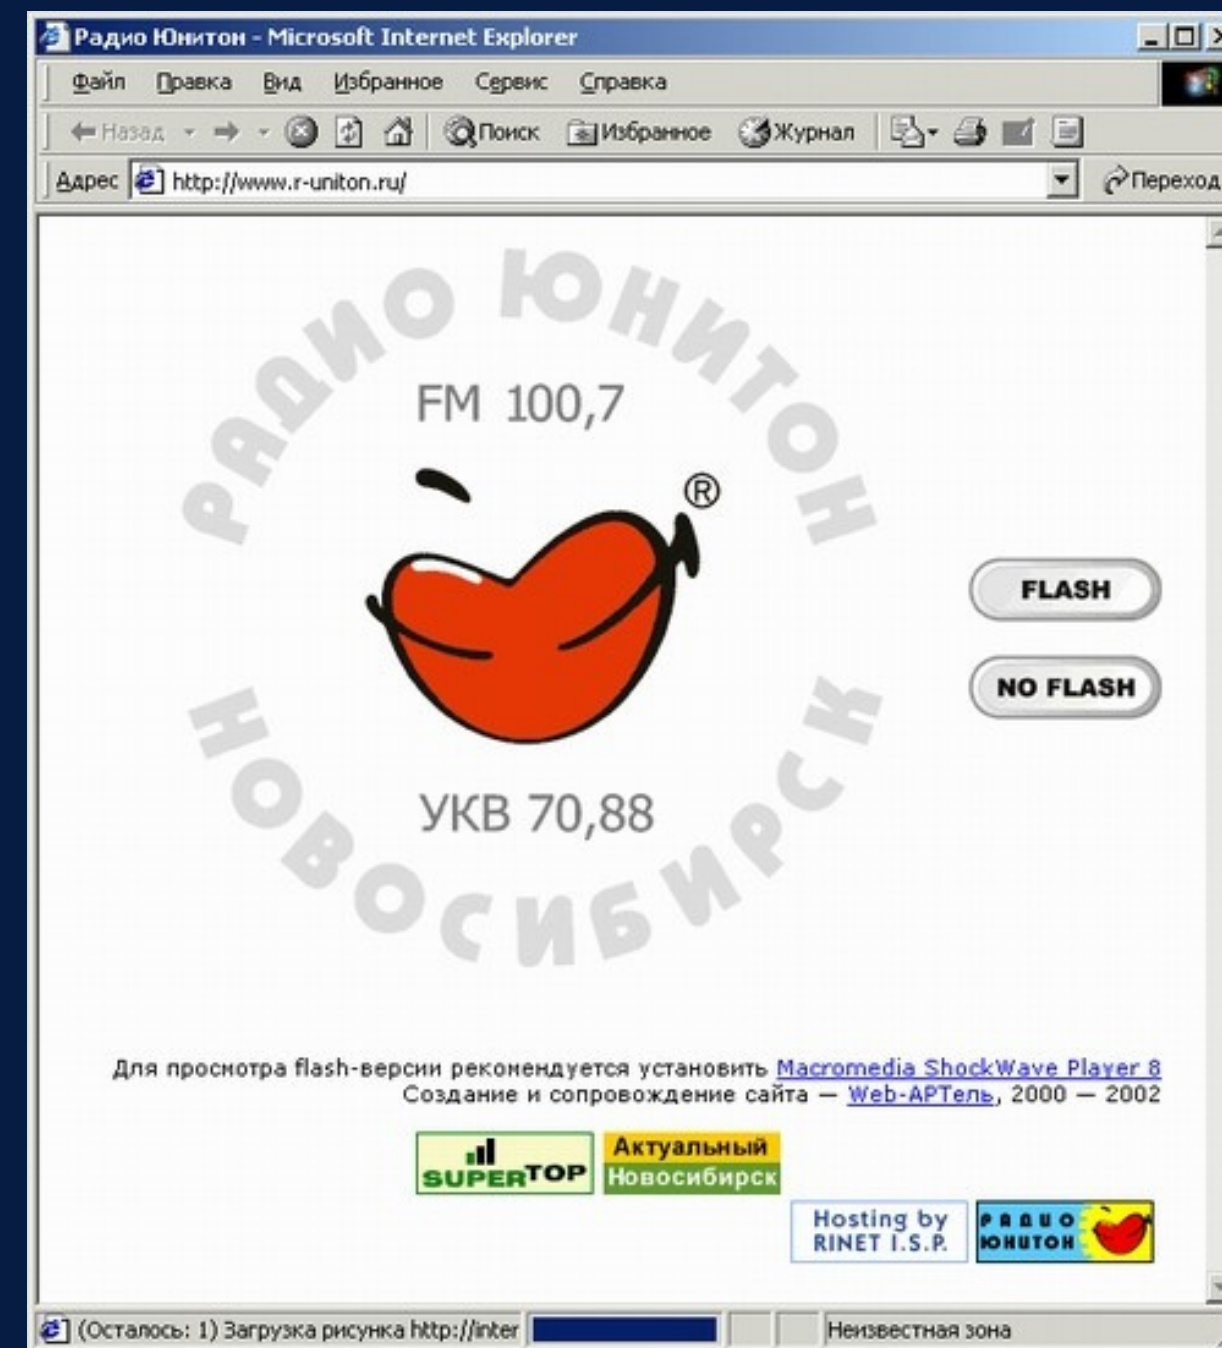 Радио Юнитон - Microsoft Internet Explorer
Файл Правка Вид Избранное Сервис Справка
Назад Поиск Избранное Журнал
Адрес http://www.r-uniton.ru/ Переход
РАДИО ЮНИТОН
FM 100,7
®
FLASH
NO FLASH
УКВ 70,88
НОВОСИБИРСК
Для просмотра flash-версии рекомендуется установить Macromedia ShockWave Player 8
Создание и сопровождение сайта — Web-АРТель, 2000 — 2002
SUPERTOP
Актуальный
Новосибирск
Hosting by
RINET I.S.P.
РАДИО
ЮНИТОН
(Осталось: 1) Загрузка рисунка http://inter Неизвестная зона